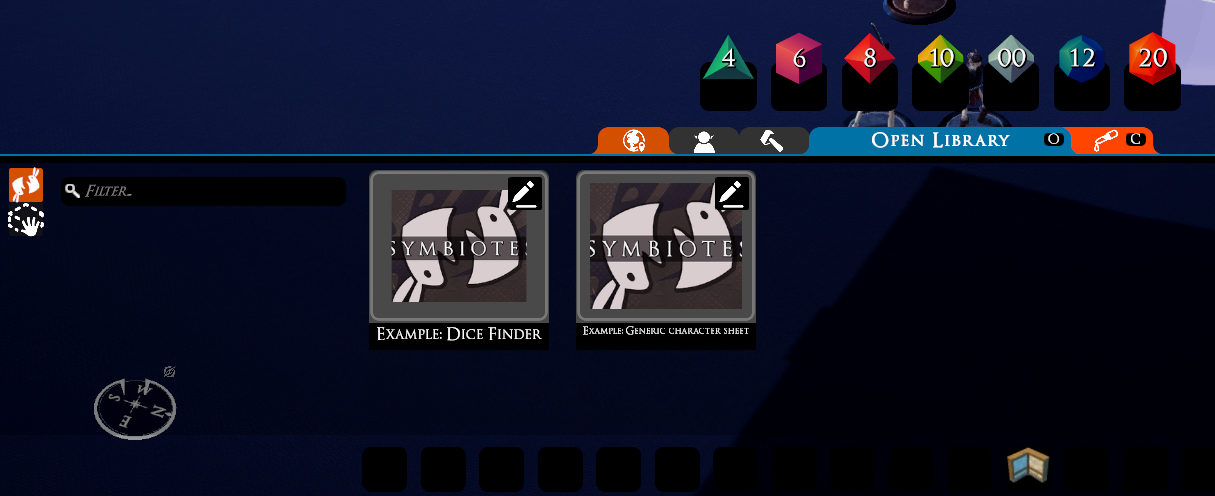 4 6 8 10 00 12 20
Open Library O C
Filter...
SYMBIOTES SYMBIOTES
Example: Dice Finder Example: Generic character sheet
S W N E